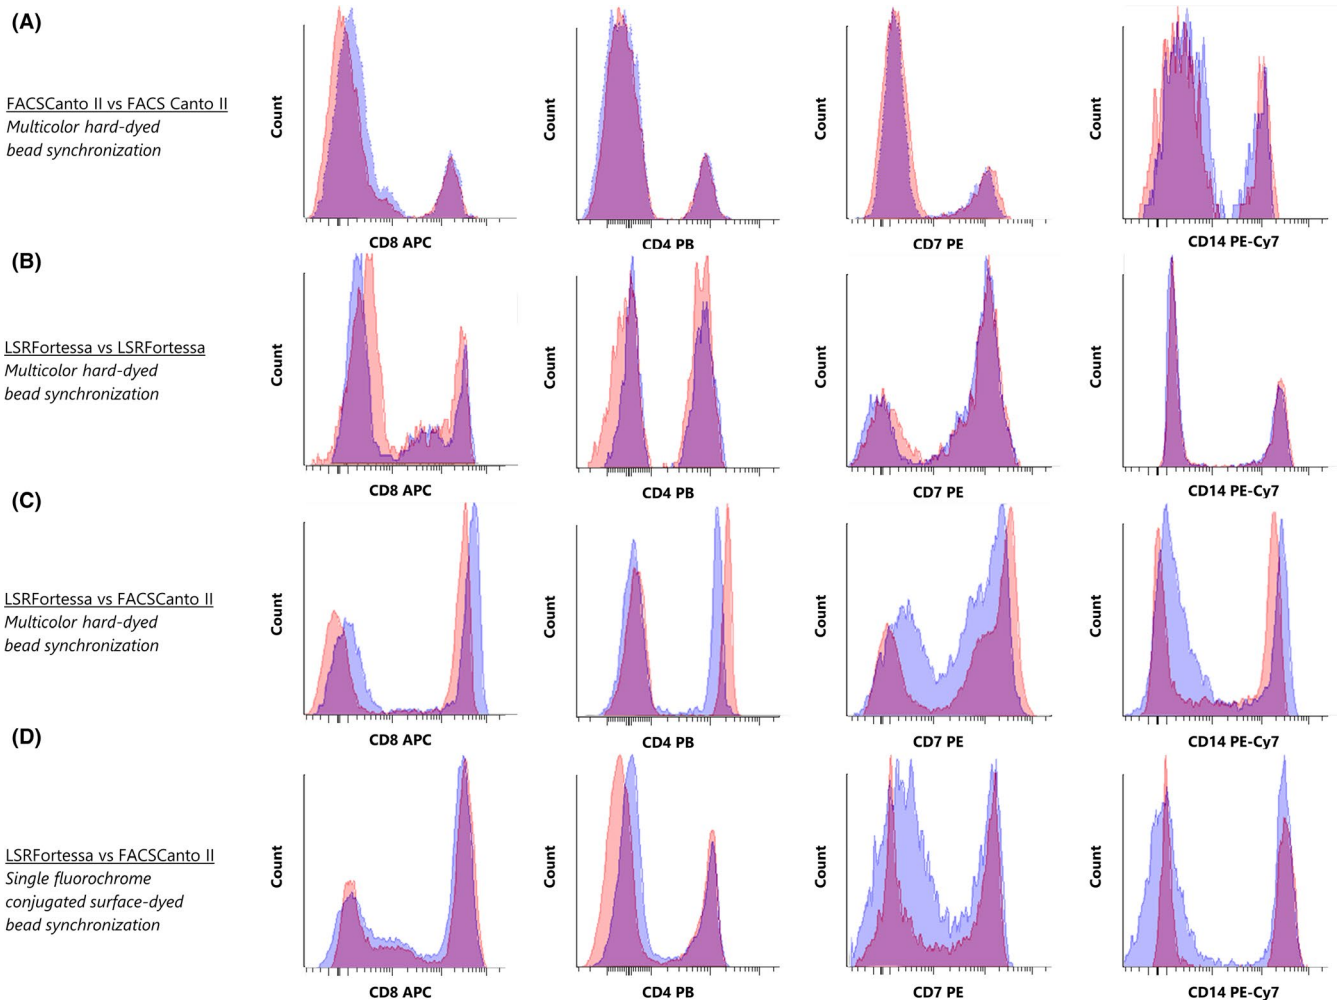 (A)
FACSCanto II vs FACS Canto II
Multicolor hard-dyed
bead synchronization
Count
CD8 APC
Count
CD4 PB
Count
CD7 PE
Count
CD14 PE-Cy7
(B)
LSRFortessa vs LSRFortessa
Multicolor hard-dyed
bead synchronization
Count
CD8 APC
Count
CD4 PB
Count
CD7 PE
Count
CD14 PE-Cy7
(C)
LSRFortessa vs FACSCanto II
Multicolor hard-dyed
bead synchronization
Count
CD8 APC
Count
CD4 PB
Count
CD7 PE
Count
CD14 PE-Cy7
(D)
LSRFortessa vs FACSCanto II
Single fluorochrome
conjugated surface-dyed
bead synchronization
Count
CD8 APC
Count
CD4 PB
Count
CD7 PE
Count
CD14 PE-Cy7